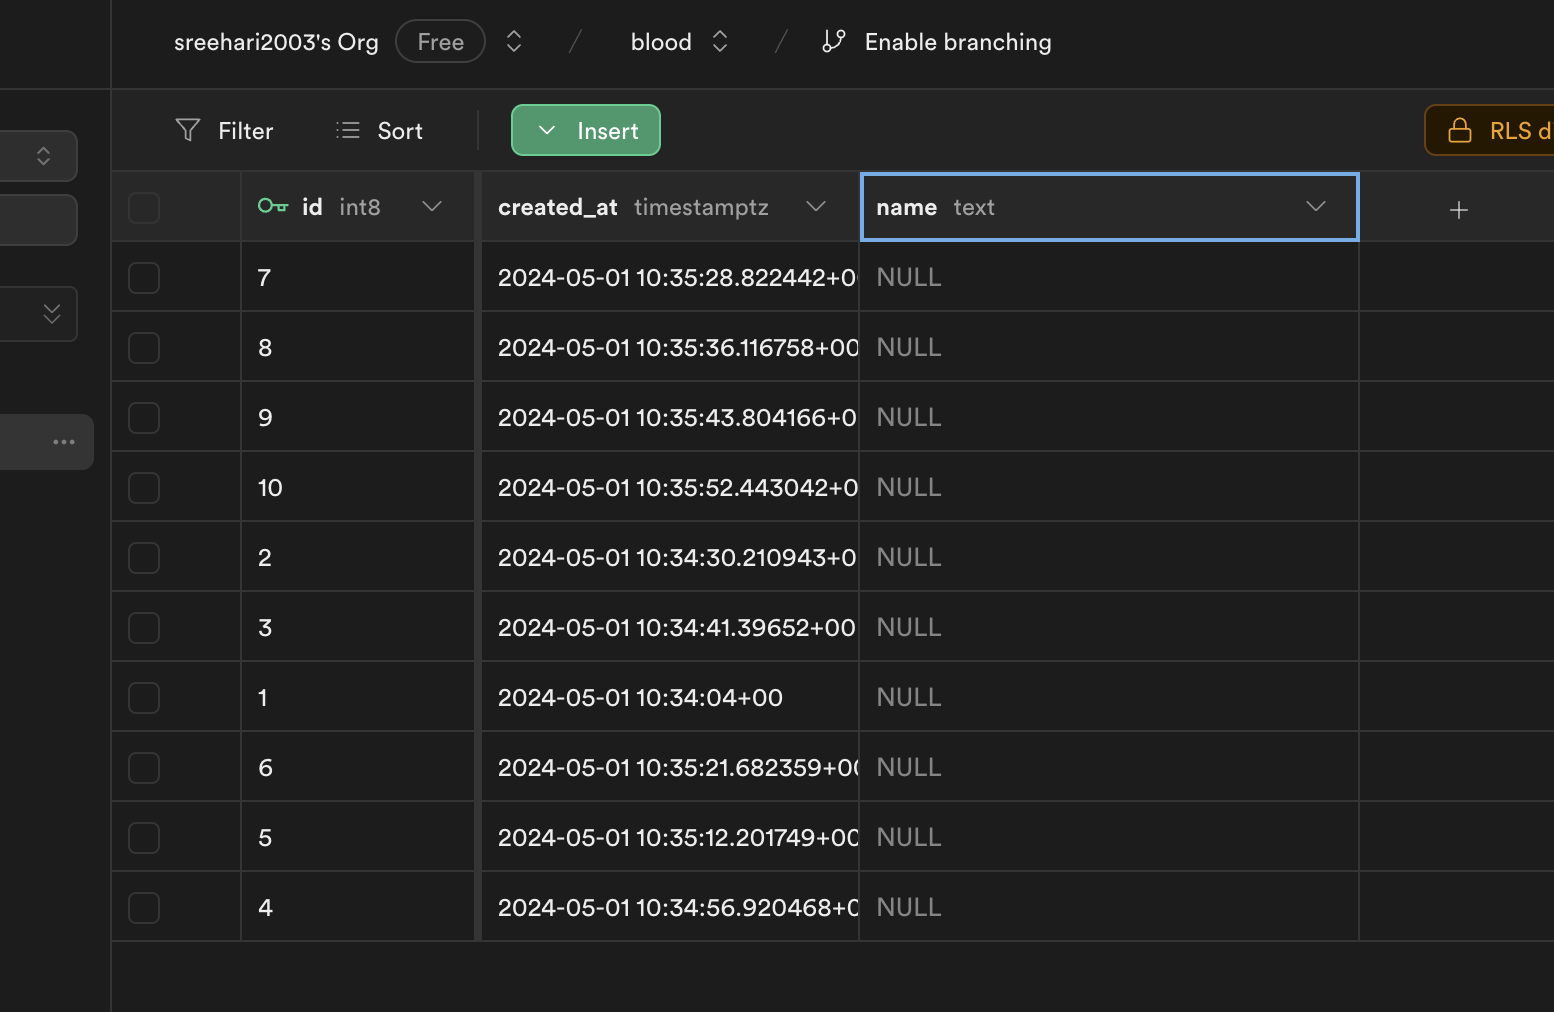 sreehari2003's Org Free / blood / Enable branching
Filter Sort Insert RLS
id int8 created_at timestamptz name text +
7 2024-05-01 10:35:28.822442+0 NULL
8 2024-05-01 10:35:36.116758+00 NULL
9 2024-05-01 10:35:43.804166+0 NULL
10 2024-05-01 10:35:52.443042+0 NULL
2 2024-05-01 10:34:30.210943+0 NULL
3 2024-05-01 10:34:41.39652+00 NULL
1 2024-05-01 10:34:04+00 NULL
6 2024-05-01 10:35:21.682359+00 NULL
5 2024-05-01 10:35:12.201749+00 NULL
4 2024-05-01 10:34:56.920468+0 NULL